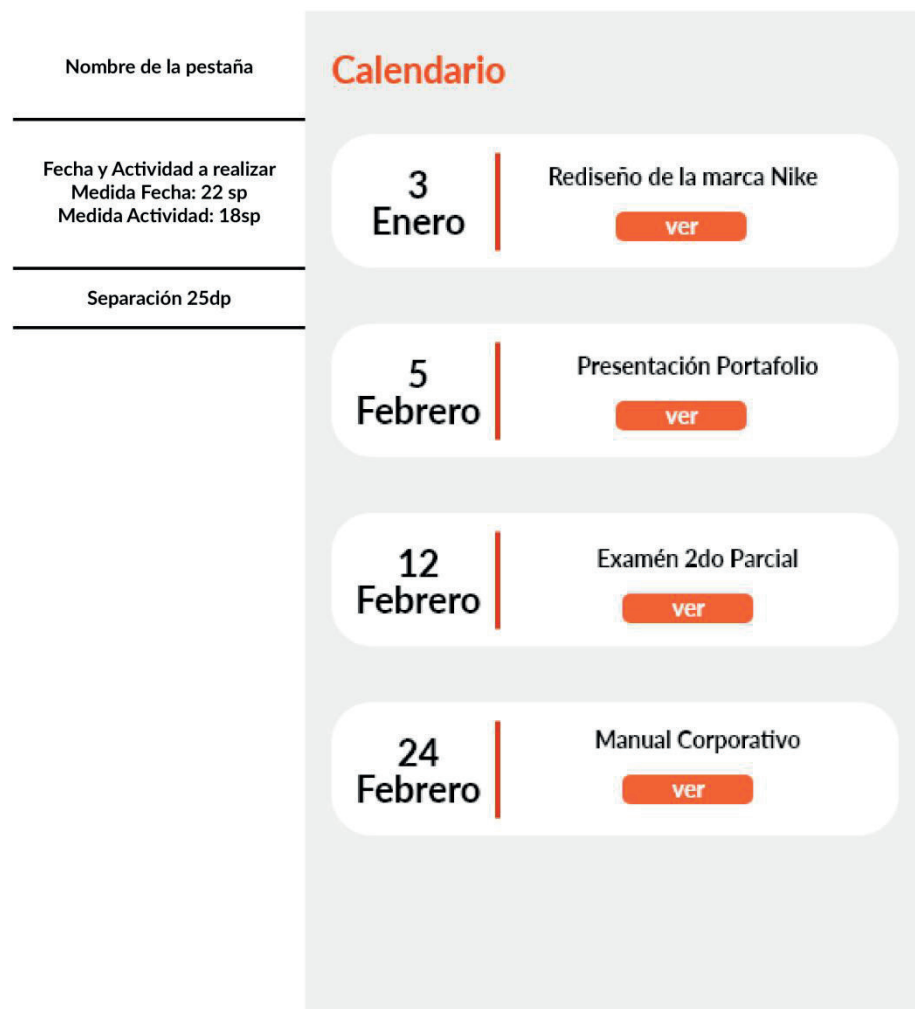 Nombre de la pestaña
Calendario
Fecha y Actividad a realizar
Medida Fecha: 22 sp
Medida Actividad: 18sp
Separación 25dp
3
Enero
Rediseño de la marca Nike
ver
5
Febrero
Presentación Portafolio
ver
12
Febrero
Examén 2do Parcial
ver
24
Febrero
Manual Corporativo
ver